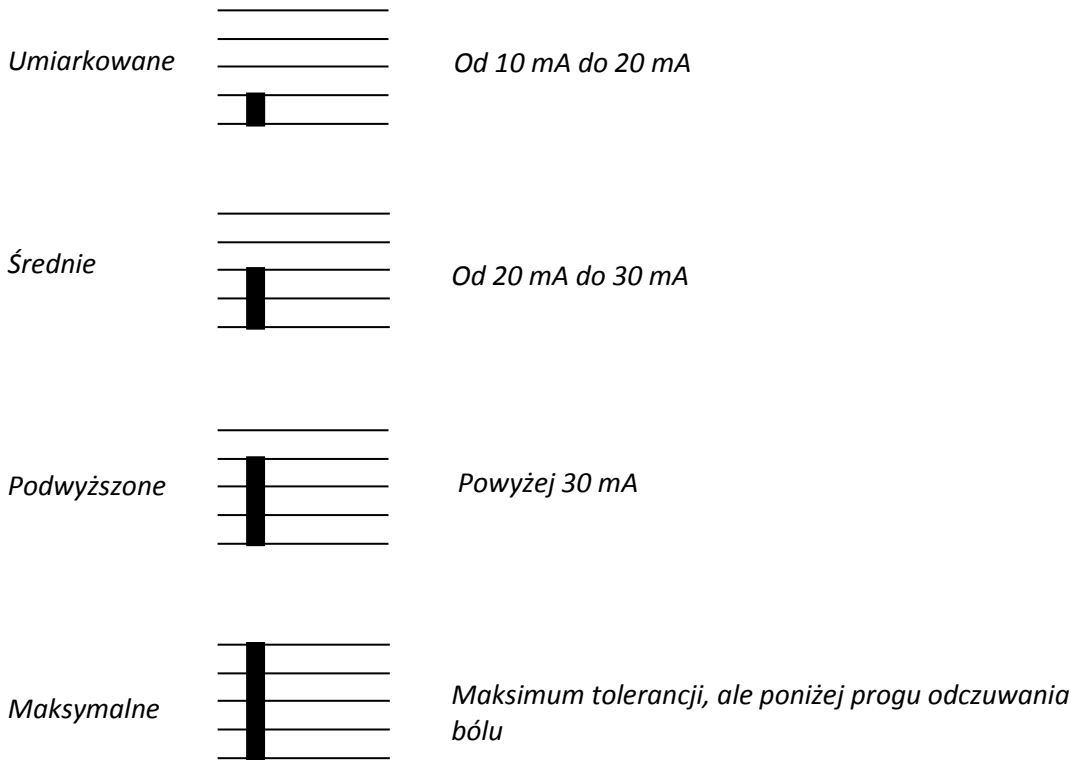 Umiarkowane
Od 10 mA do 20 mA
Średnie
Od 20 mA do 30 mA
Podwyższone
Powyżej 30 mA
Maksymalne
Maksimum tolerancji, ale poniżej progu odczuwania
bólu